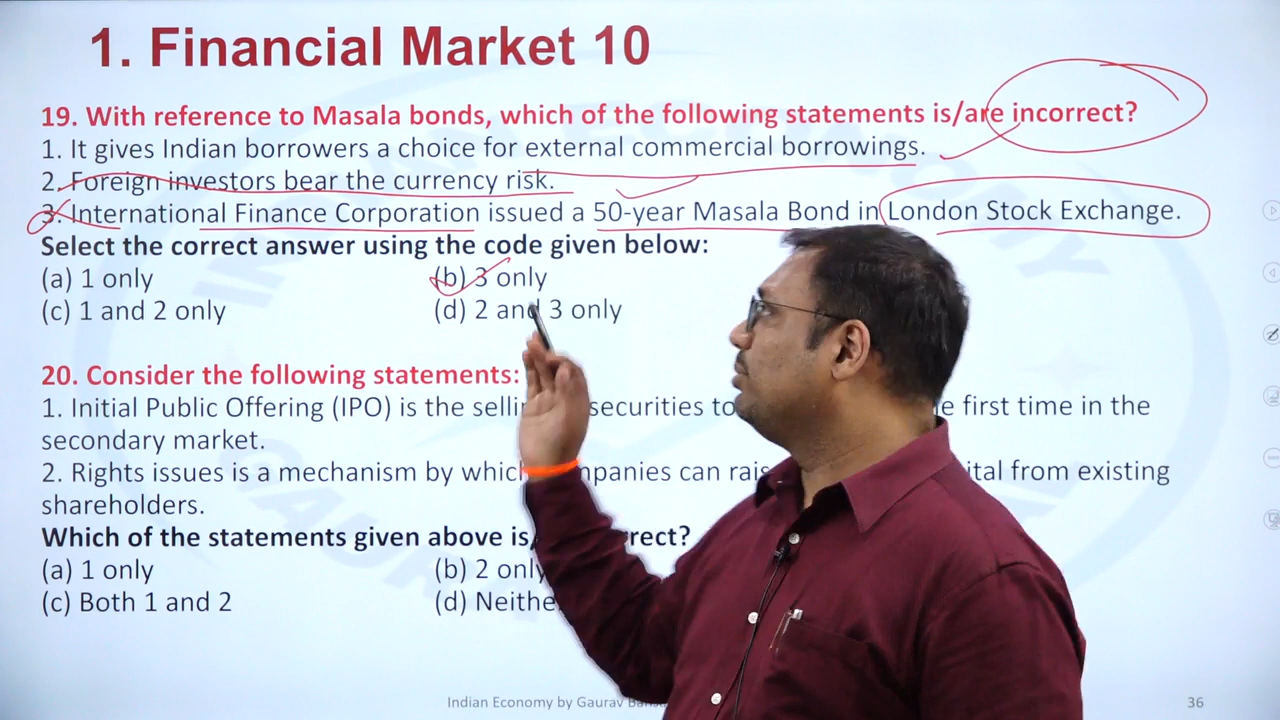 1. Financial Market 10
19. With reference to Masala bonds, which of the following statements is/are incorrect?
1. It gives Indian borrowers a choice for external commercial borrowings.
2. Foreign investors bear the currency risk.
3. International Finance Corporation issued a 50-year Masala Bond in London Stock Exchange.
Select the correct answer using the code given below:
(a) 1 only (b) 3 only
(c) 1 and 2 only (d) 2 and 3 only
20. Consider the following statements:
1. Initial Public Offering (IPO) is the selli securities to e first time in the
secondary market.
2. Rights issues is a mechanism by which mpanies can rai tal from existing
shareholders.
Which of the statements given above is rect?
(a) 1 only (b) 2 only
(c) Both 1 and 2 (d) Neithe
Indian Economy by Gaurav 36